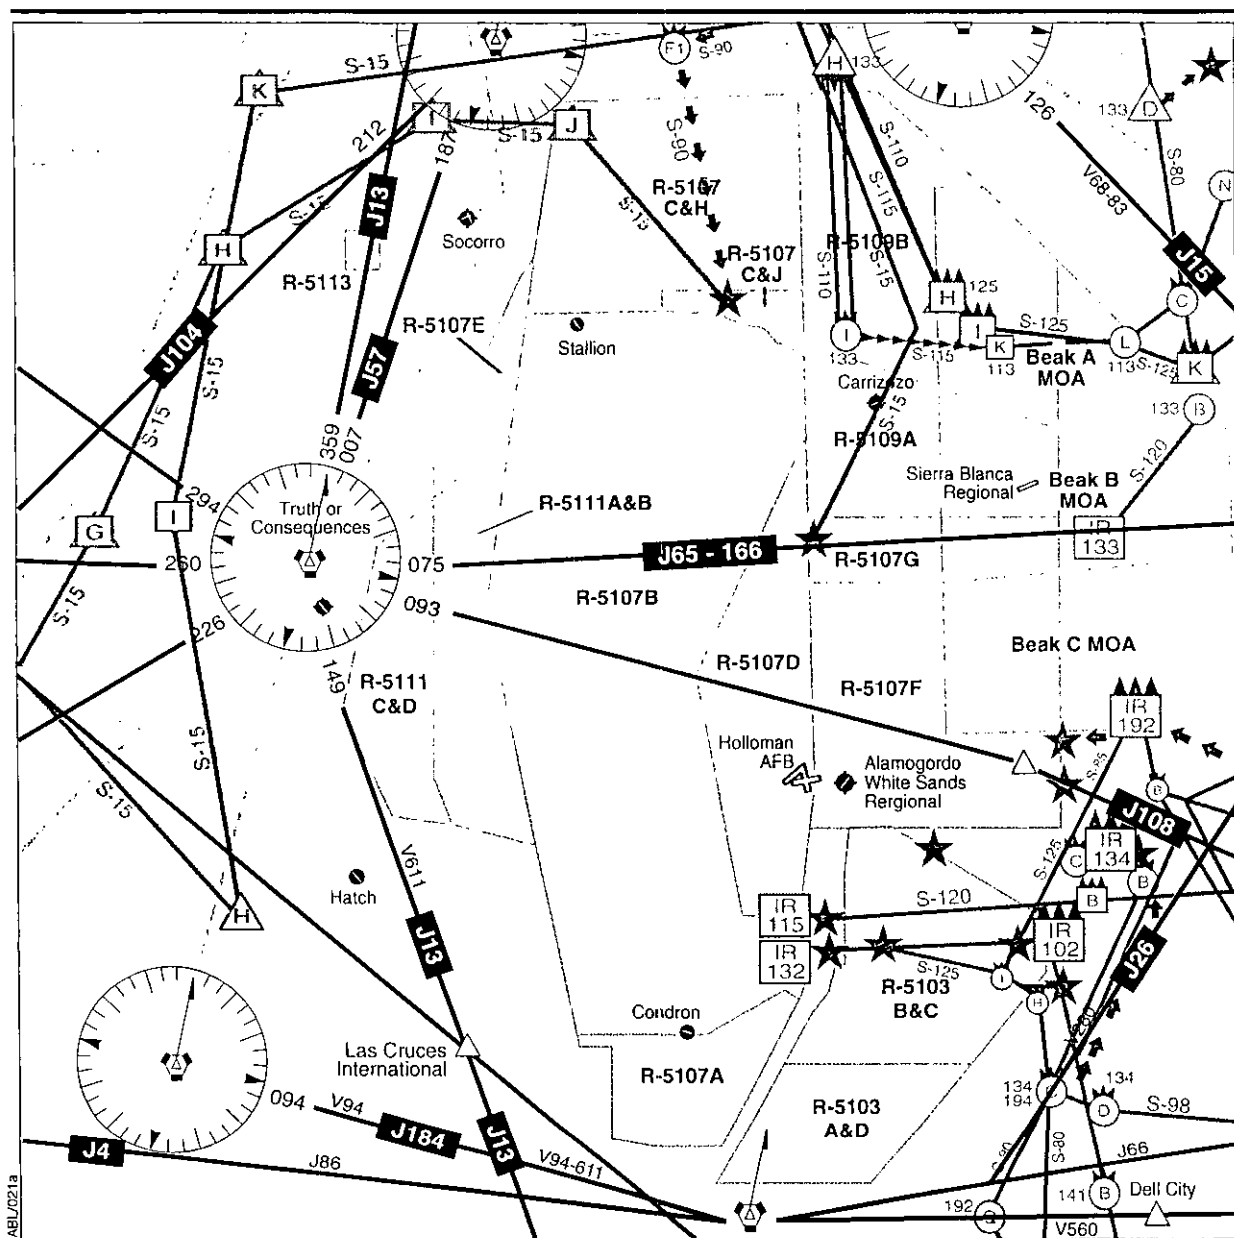 F1
S-90
H
133
S-15
K
126
133
D
212
I
187
S-15
J
S-90
S-110
S-80
V68-83
N
J13
R-5107
C&H
S-115
S-15
S-15
H
Socorro
R-5107
C&J
R-5109B
J15
R-5113
S-110
S-15
H
125
C
R-5107E
Stallion
I
133
S-115
I
S-125
K
113
L
113
S-125
K
Beak A
MOA
J104
S-15
J57
Carrizozo
S-15
133
B
S-15
359
007
R-5109A
Sierra Blanca
Regional
Beak B
MOA
S-120
294
Truth or
Consequences
R-5111A&B
G
I
IR
133
260
075
J65 - 166
R-5107G
S-15
093
R-5107B
226
Beak C MOA
149
R-5111
C&D
R-5107D
R-5107F
IR
192
S-15
Holloman
AFB
Alamogordo
White Sands
Rergional
S-85
B
S-15
J108
V611
S-125
C
IR
134
B
Hatch
H
IR
115
S-120
B
J13
IR
132
S-125
IR
102
J26
I
R-5103
B&C
H
Condron
V280
Las Cruces
International
R-5107A
134
194
134
D
094
V94
J184
J13
R-5103
A&D
S-98
J4
J86
V94-611
S-80
J66
141
B
Dell City
192
V560
ABL/021a